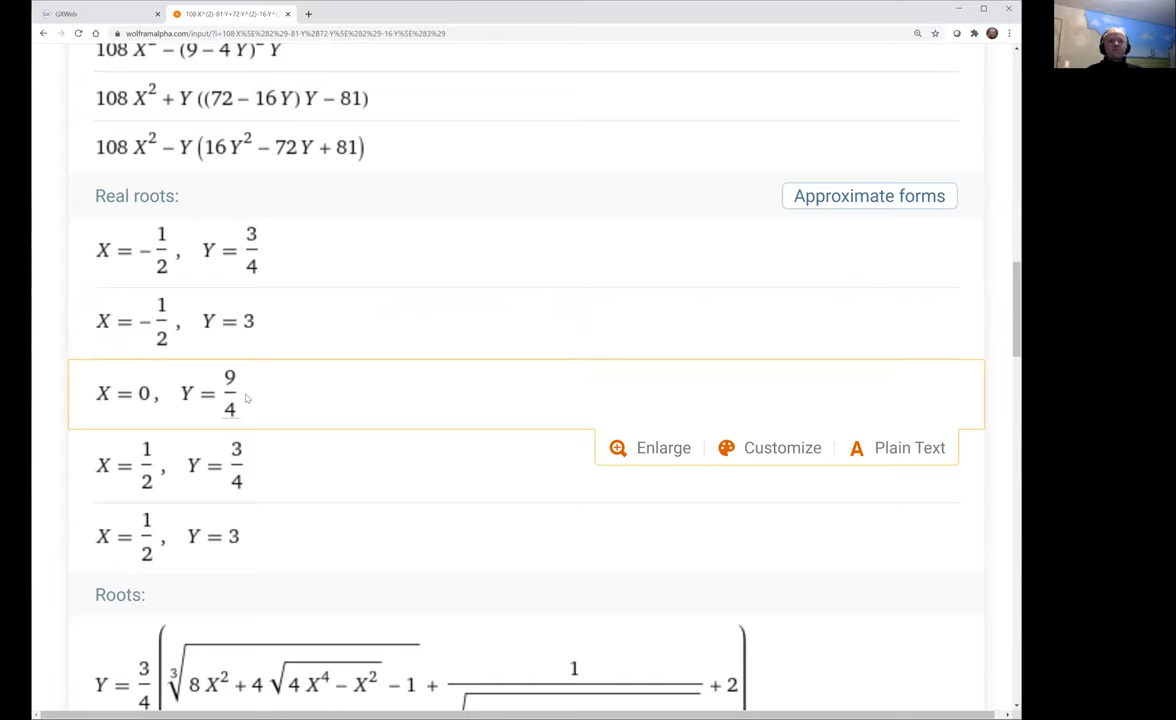 GXWeb
108·X^(2)-81·Y+72·Y^(2)-16·Y^(
wolframalpha.com/input/?i=108·X%5E%282%29-81·Y%2B72·Y%5E%282%29-16·Y%5E%283%29
108 X² − (9 − 4 Y)² Y
108 X² + Y ((72 − 16 Y) Y − 81)
108 X² − Y (16 Y² − 72 Y + 81)
Real roots:
Approximate forms
X = −1/2, Y = 3/4
X = −1/2, Y = 3
X = 0, Y = 9/4
Enlarge Customize A Plain Text
X = 1/2, Y = 3/4
X = 1/2, Y = 3
Roots:
Y = 3/4 ( ∛8 X² + 4 √4 X⁴ − X² − 1 + 1 + 2 )